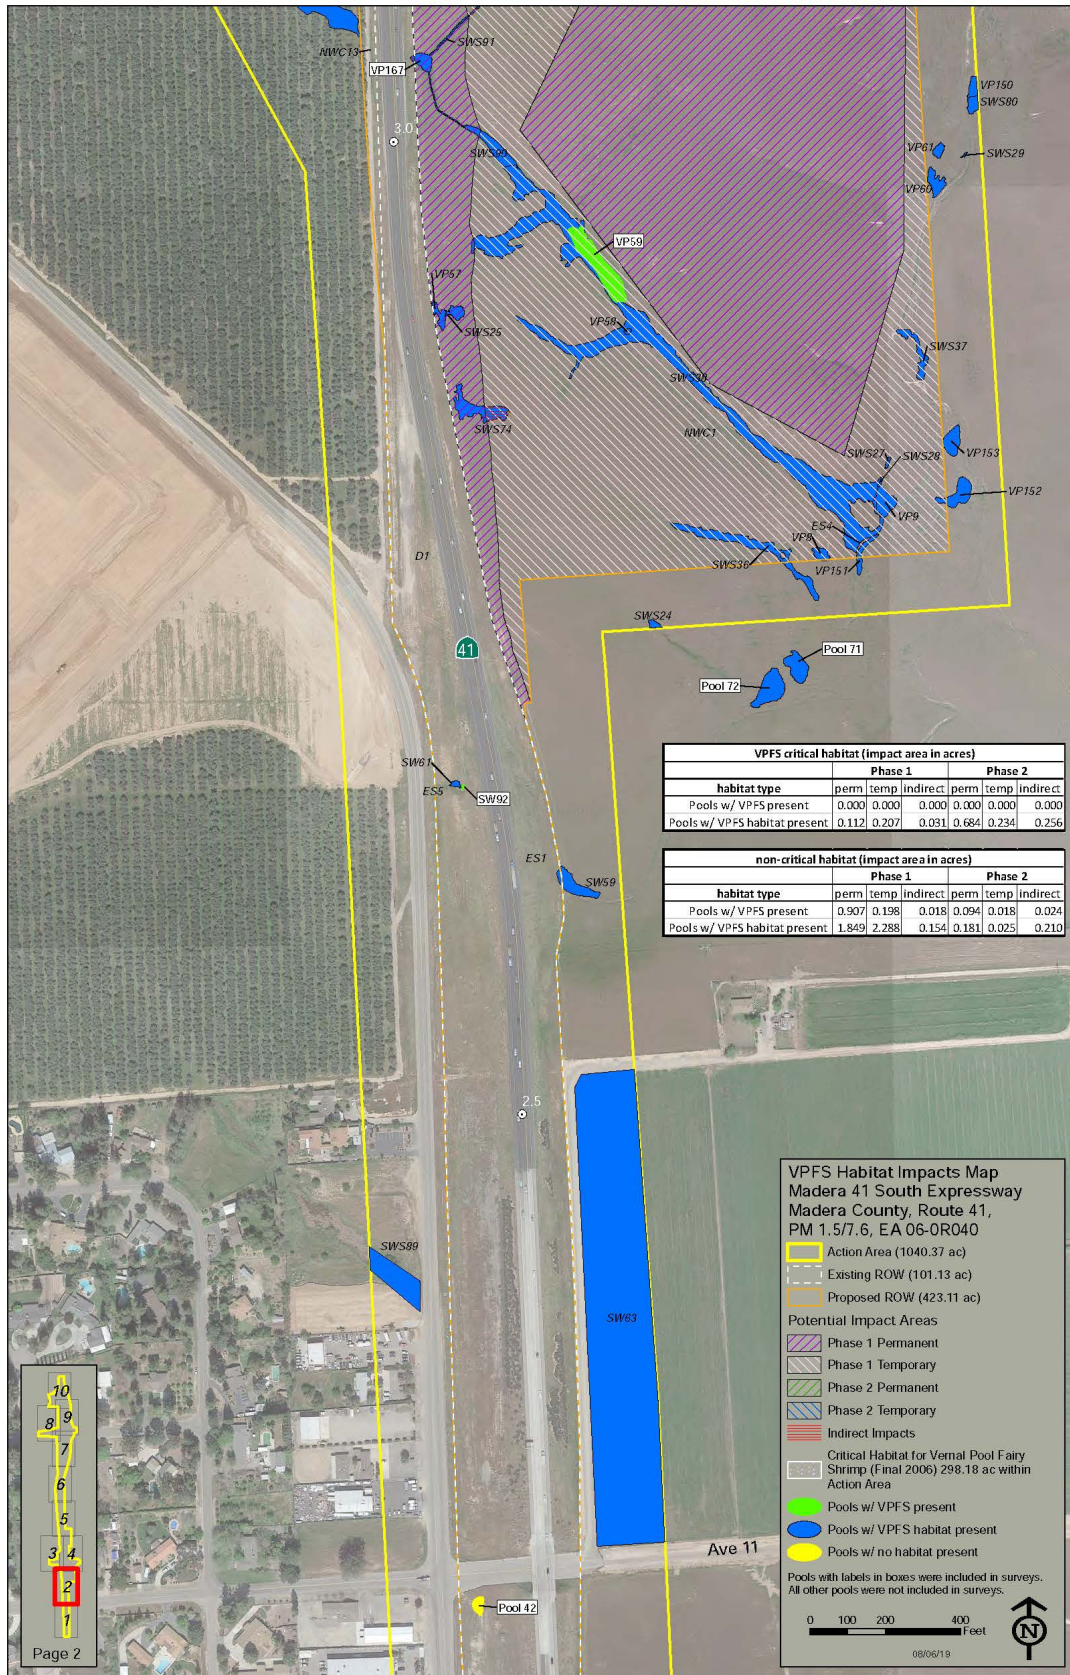 SWS91
NWC13
VP167
VP150
SWS80
3.0
SWS90
VP61
SWS29
VP60
VP59
VP57
VP58
SWS25
SWS37
SWS38
SWS74
NWC1
SWS27
SWS28
VP153
VP152
VP9
ES4
VP8
D1
SWS36
VP151
SWS24
41
Pool 71
Pool 72
SW61
ES5
SW92
VPFS critical habitat (impact area in acres)
Phase 1 Phase 2
habitat type perm temp indirect perm temp indirect
Pools w/ VPFS present 0.000 0.000 0.000 0.000 0.000 0.000
Pools w/ VPFS habitat present 0.112 0.207 0.031 0.684 0.234 0.256
ES1
SW59
non-critical habitat (impact area in acres)
Phase 1 Phase 2
habitat type perm temp indirect perm temp indirect
Pools w/ VPFS present 0.907 0.198 0.018 0.094 0.018 0.024
Pools w/ VPFS habitat present 1.849 2.288 0.154 0.181 0.025 0.210
2.5
SWS89
SW63
Ave 11
Pool 42
VPFS Habitat Impacts Map
Madera 41 South Expressway
Madera County, Route 41,
PM 1.5/7.6, EA 06-0R040
Action Area (1040.37 ac)
Existing ROW (101.13 ac)
Proposed ROW (423.11 ac)
Potential Impact Areas
Phase 1 Permanent
Phase 1 Temporary
Phase 2 Permanent
Phase 2 Temporary
Indirect Impacts
Critical Habitat for Vernal Pool Fairy
Shrimp (Final 2006) 298.18 ac within
Action Area
Pools w/ VPFS present
Pools w/ VPFS habitat present
Pools w/ no habitat present
Pools with labels in boxes were included in surveys.
All other pools were not included in surveys.
0 100 200 400
Feet
N
08/06/19
10
8 9
7
6
5
3 4
2
1
Page 2